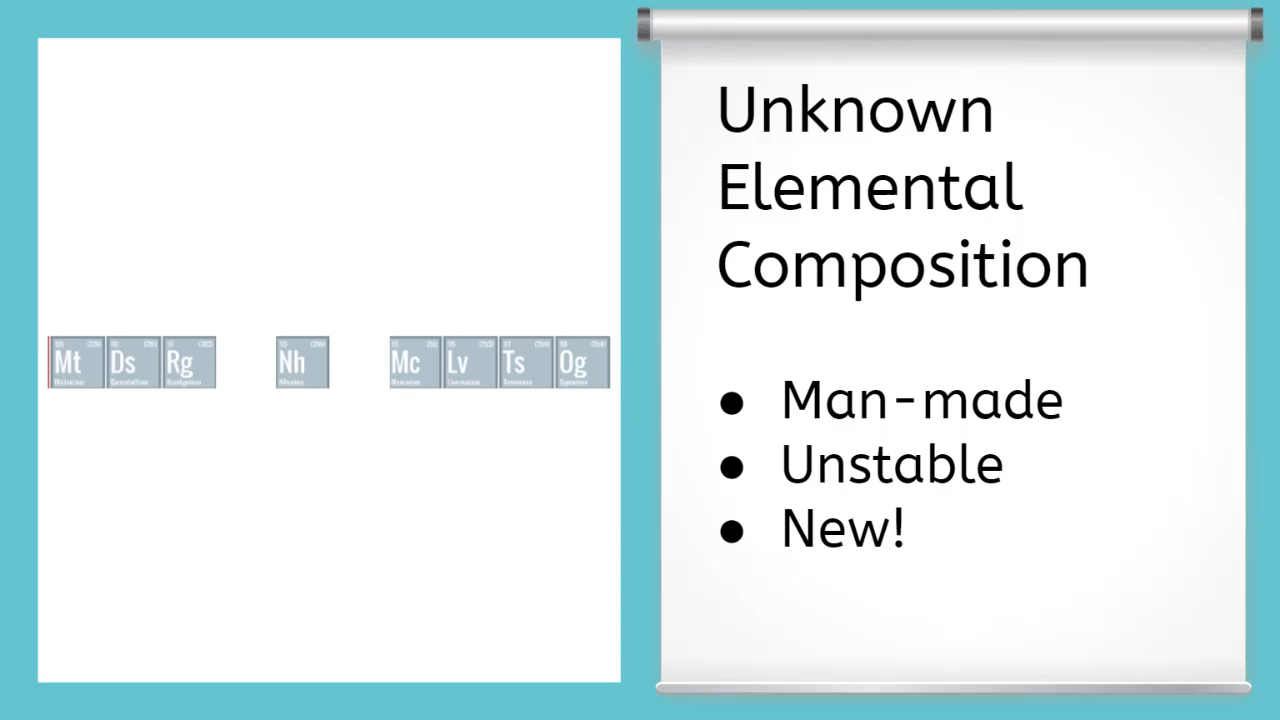 Unknown
Elemental
Composition
Mt Ds Rg Nh Mc Lv Ts Og
● Man-made
● Unstable
● New!